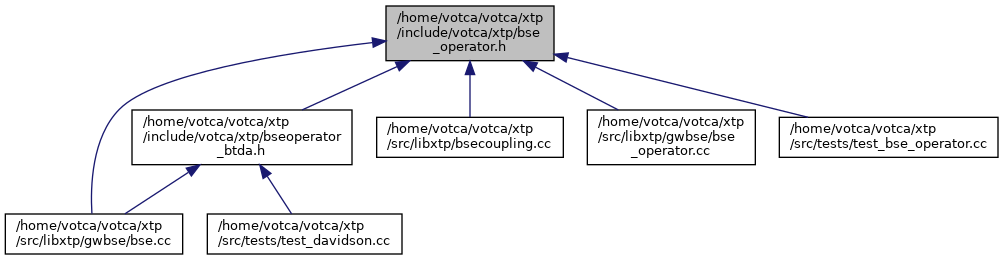 /home/votca/votca/xtp
/include/votca/xtp/bse
_operator.h
/home/votca/votca/xtp
/include/votca/xtp/bseoperator
_btda.h
/home/votca/votca/xtp
/src/libxtp/bsecoupling.cc
/home/votca/votca/xtp
/src/libxtp/gwbse/bse
_operator.cc
/home/votca/votca/xtp
/src/tests/test_bse_operator.cc
/home/votca/votca/xtp
/src/libxtp/gwbse/bse.cc
/home/votca/votca/xtp
/src/tests/test_davidson.cc